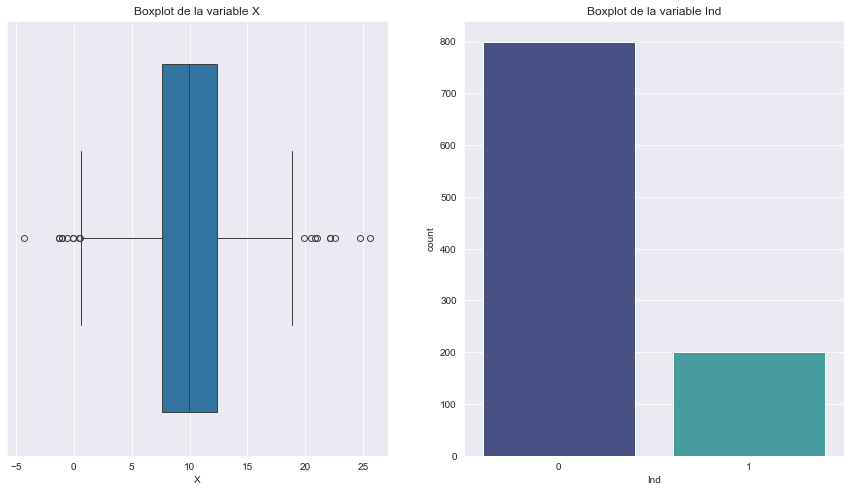 Boxplot de la variable X
−5 0 5 10 15 20 25
X
Boxplot de la variable Ind
800
700
600
500
400
300
200
100
0
count
0 1
Ind